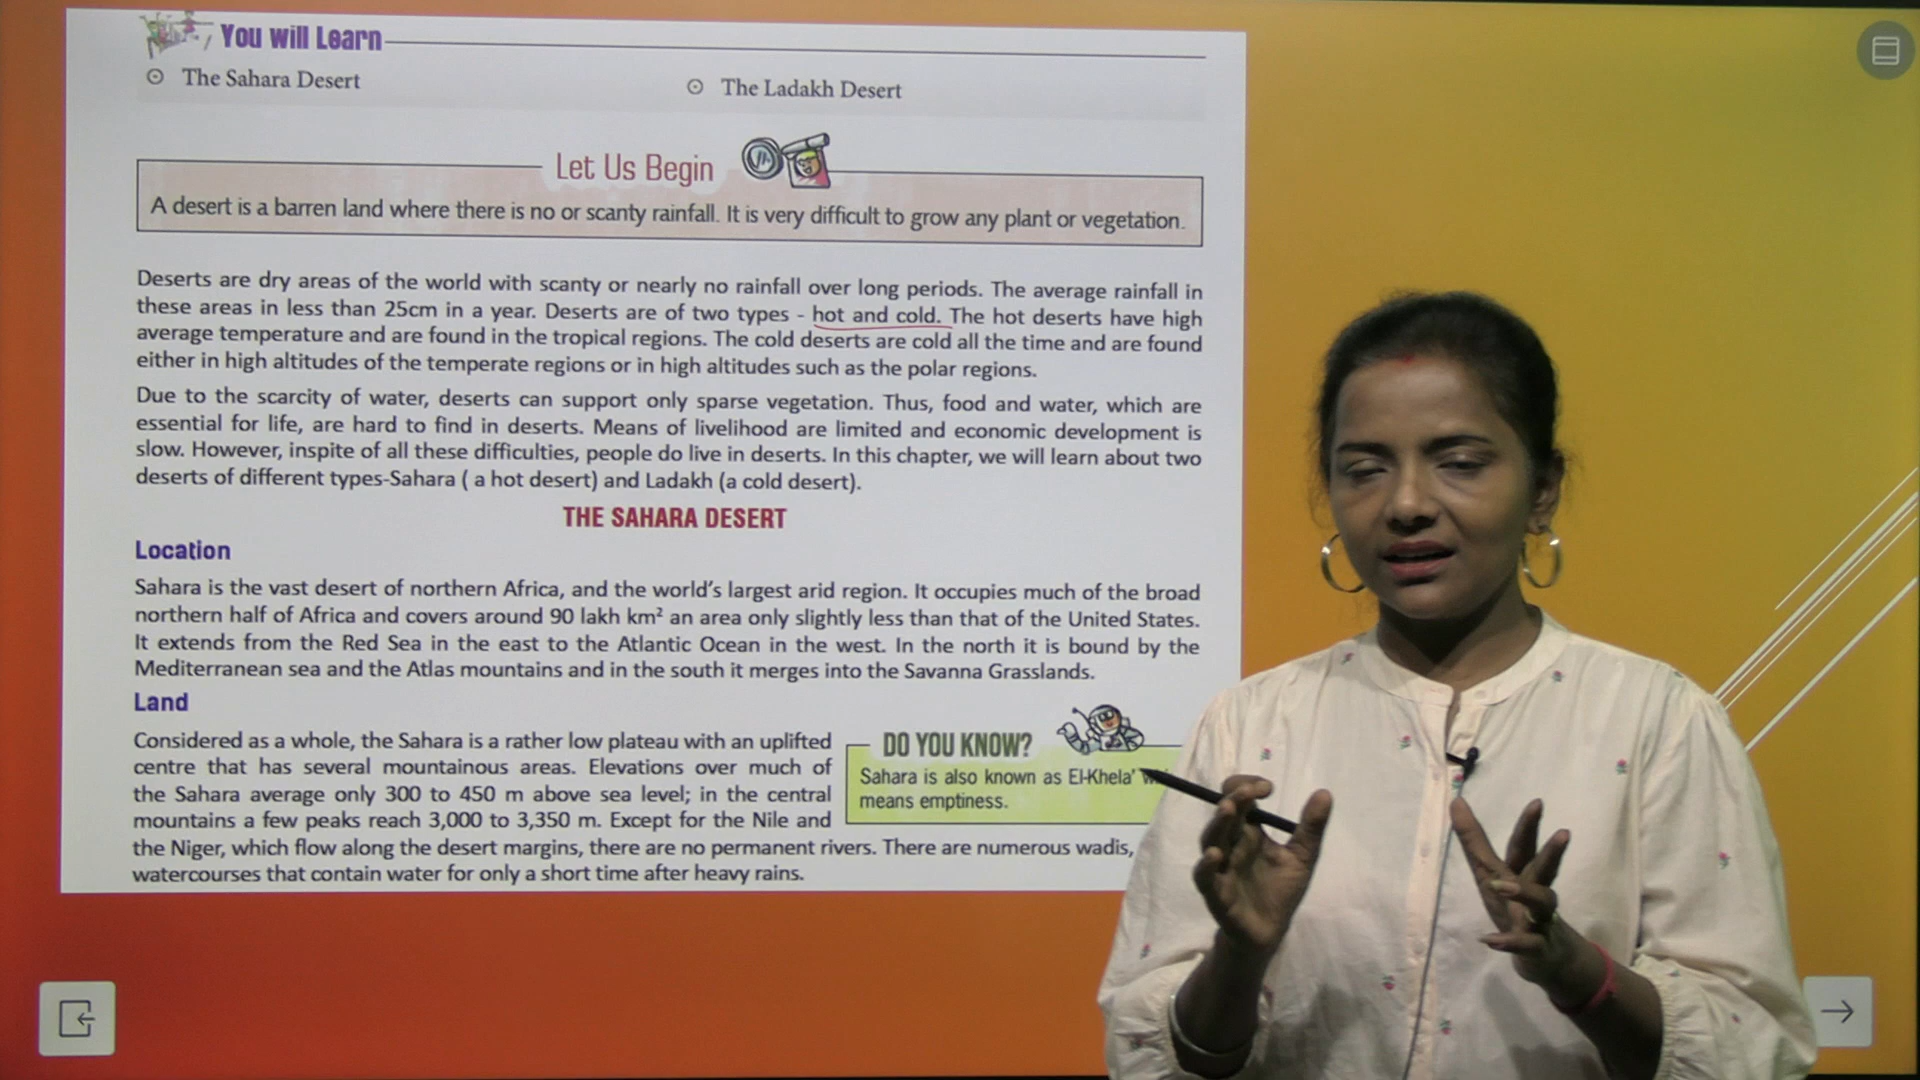 You will Learn
The Sahara Desert
The Ladakh Desert
Let Us Begin
A desert is a barren land where there is no or scanty rainfall. It is very difficult to grow any plant or vegetation.
Deserts are dry areas of the world with scanty or nearly no rainfall over long periods. The average rainfall in
these areas in less than 25cm in a year. Deserts are of two types - hot and cold. The hot deserts have high
average temperature and are found in the tropical regions. The cold deserts are cold all the time and are found
either in high altitudes of the temperate regions or in high altitudes such as the polar regions.
Due to the scarcity of water, deserts can support only sparse vegetation. Thus, food and water, which are
essential for life, are hard to find in deserts. Means of livelihood are limited and economic development is
slow. However, inspite of all these difficulties, people do live in deserts. In this chapter, we will learn about two
deserts of different types-Sahara ( a hot desert) and Ladakh (a cold desert).
THE SAHARA DESERT
Location
Sahara is the vast desert of northern Africa, and the world's largest arid region. It occupies much of the broad
northern half of Africa and covers around 90 lakh km² an area only slightly less than that of the United States.
It extends from the Red Sea in the east to the Atlantic Ocean in the west. In the north it is bound by the
Mediterranean sea and the Atlas mountains and in the south it merges into the Savanna Grasslands.
Land
Considered as a whole, the Sahara is a rather low plateau with an uplifted
centre that has several mountainous areas. Elevations over much of
the Sahara average only 300 to 450 m above sea level; in the central
mountains a few peaks reach 3,000 to 3,350 m. Except for the Nile and
the Niger, which flow along the desert margins, there are no permanent rivers. There are numerous wadis,
watercourses that contain water for only a short time after heavy rains.
DO YOU KNOW?
Sahara is also known as El-Khela'
means emptiness.